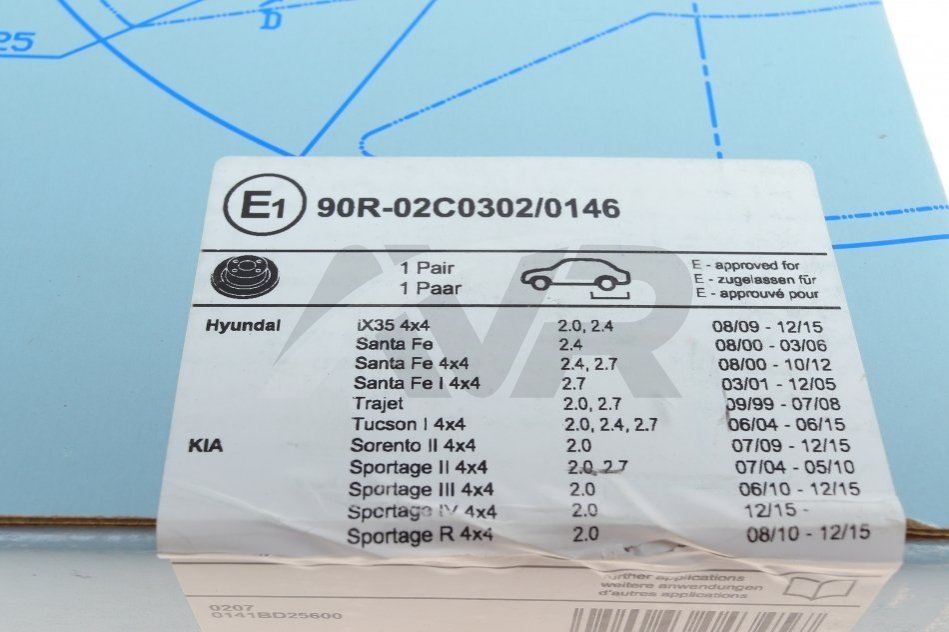 25
D
E1 90R-02C0302/0146
1 Pair
1 Paar
E - approved for
E - zugelassen für
E - approuvé pour
AVR
Hyundai iX35 4x4 2.0, 2.4 08/09 - 12/15
Santa Fe 2.4 08/00 - 03/06
Santa Fe 4x4 2.4, 2.7 08/00 - 10/12
Santa Fe I 4x4 2.7 03/01 - 12/05
Trajet 2.0, 2.7 09/99 - 07/08
Tucson I 4x4 2.0, 2.4, 2.7 06/04 - 06/15
KIA Sorento II 4x4 2.0 07/09 - 12/15
Sportage II 4x4 2.0, 2.7 07/04 - 05/10
Sportage III 4x4 2.0 06/10 - 12/15
Sportage IV 4x4 2.0 12/15 -
Sportage R 4x4 2.0 08/10 - 12/15
further applications
weitere anwendungen
d'autres applications
0207
0141BD25600